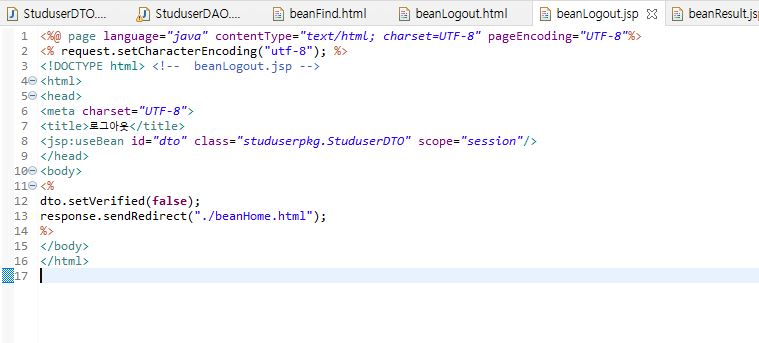 StuduserDTO.... StuduserDAO.... beanFind.html beanLogout.html beanLogout.jsp beanResult.jsp
1 <%@ page language="java" contentType="text/html; charset=UTF-8" pageEncoding="UTF-8"%>
2 <% request.setCharacterEncoding("utf-8"); %>
3 <!DOCTYPE html> <!--  beanLogout.jsp -->
4 <html>
5 <head>
6 <meta charset="UTF-8">
7 <title>로그아웃</title>
8 <jsp:useBean id="dto" class="studuserpkg.StuduserDTO" scope="session"/>
9 </head>
10 <body>
11 <%
12 dto.setVerified(false);
13 response.sendRedirect("./beanHome.html");
14 %>
15 </body>
16 </html>
17